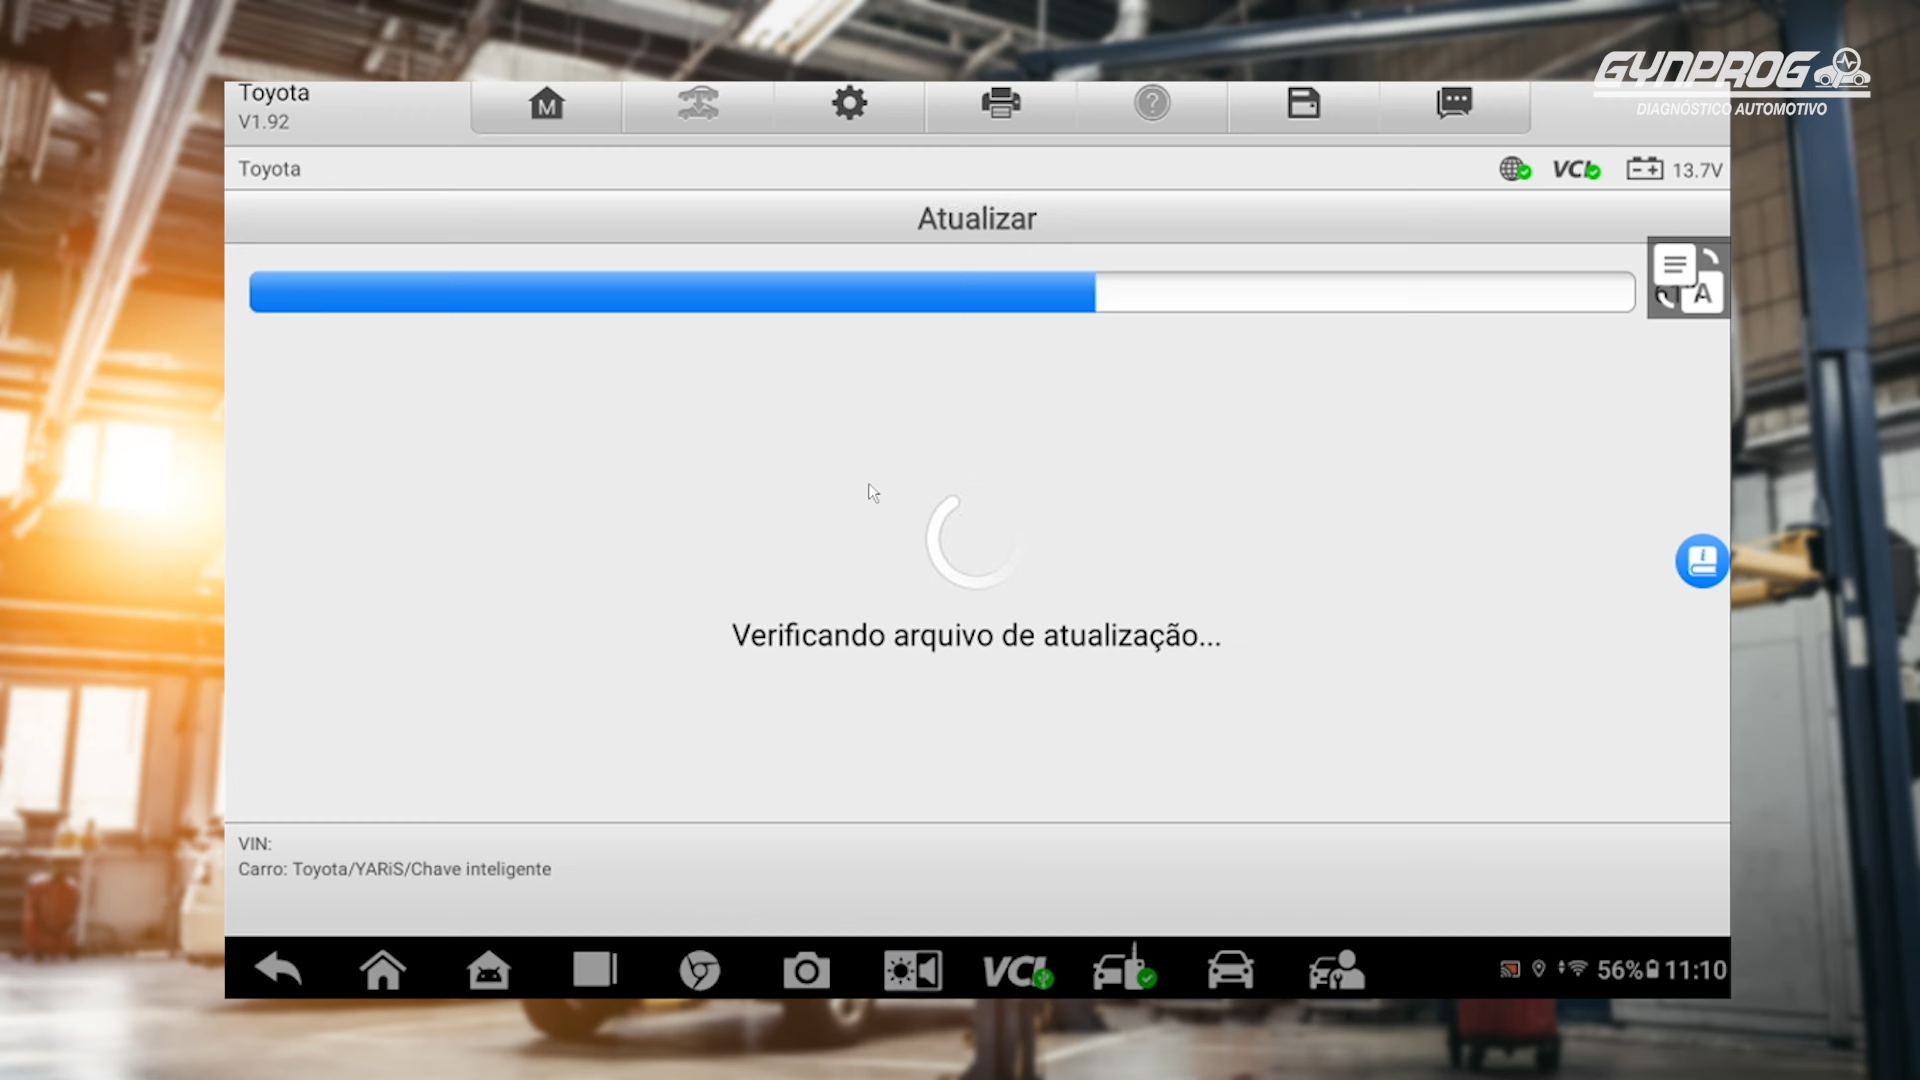 GYNPROG
DIAGNÓSTICO AUTOMOTIVO
Toyota
V1.92
M
?
Toyota
VCI
13.7V
Atualizar
A
i
Verificando arquivo de atualização...
VIN:
Carro: Toyota/YARiS/Chave inteligente
VCI
56%
11:10